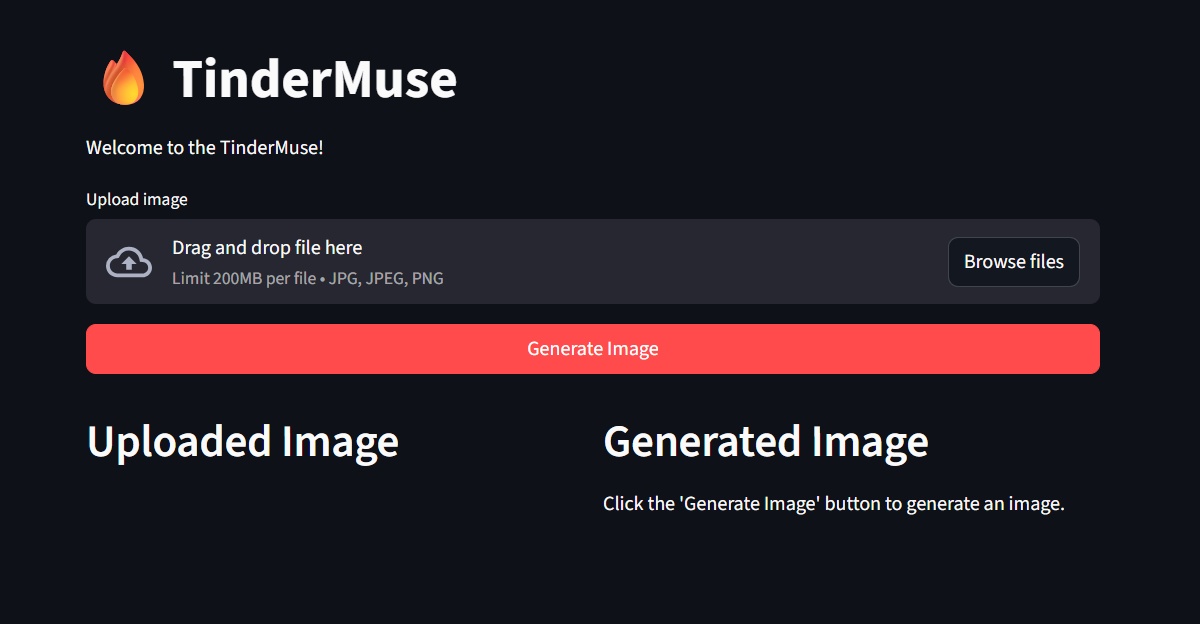 TinderMuse
Welcome to the TinderMuse!
Upload image
Drag and drop file here
Limit 200MB per file • JPG, JPEG, PNG
Browse files
Generate Image
Uploaded Image
Generated Image
Click the 'Generate Image' button to generate an image.